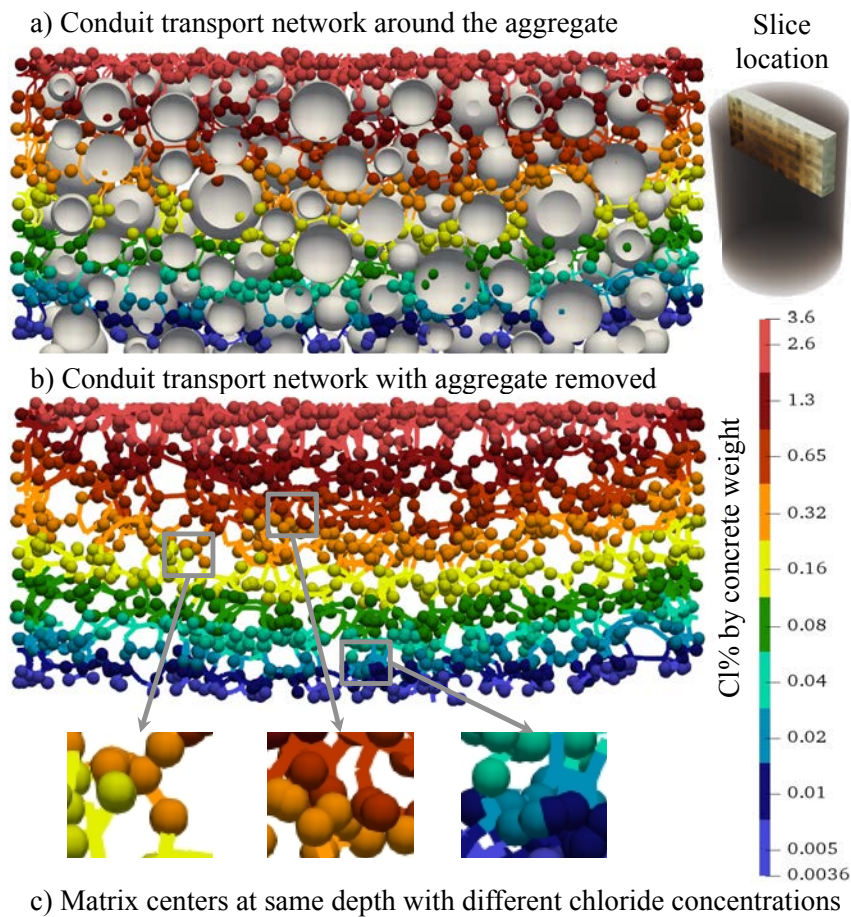 a) Conduit transport network around the aggregate
Slice
location
b) Conduit transport network with aggregate removed
Cl% by concrete weight
3.6
2.6
1.3
0.65
0.32
0.16
0.08
0.04
0.02
0.01
0.005
0.0036
c) Matrix centers at same depth with different chloride concentrations